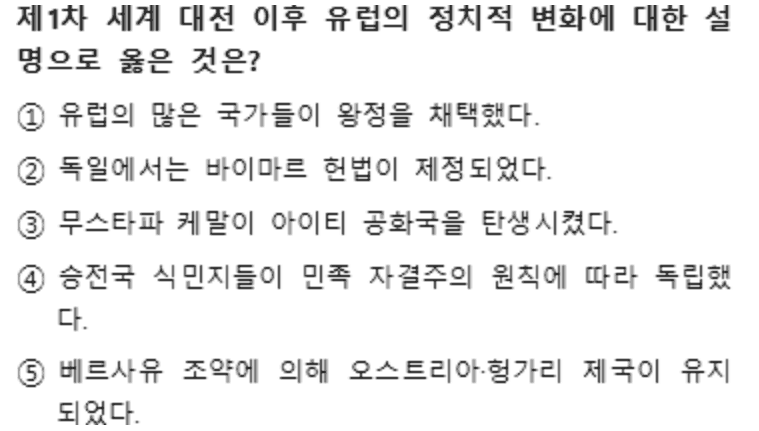 제1차 세계 대전 이후 유럽의 정치적 변화에 대한 설
명으로 옳은 것은?
① 유럽의 많은 국가들이 왕정을 채택했다.
② 독일에서는 바이마르 헌법이 제정되었다.
③ 무스타파 케말이 아이티 공화국을 탄생시켰다.
④ 승전국 식민지들이 민족 자결주의 원칙에 따라 독립했
다.
⑤ 베르사유 조약에 의해 오스트리아·헝가리 제국이 유지
되었다.